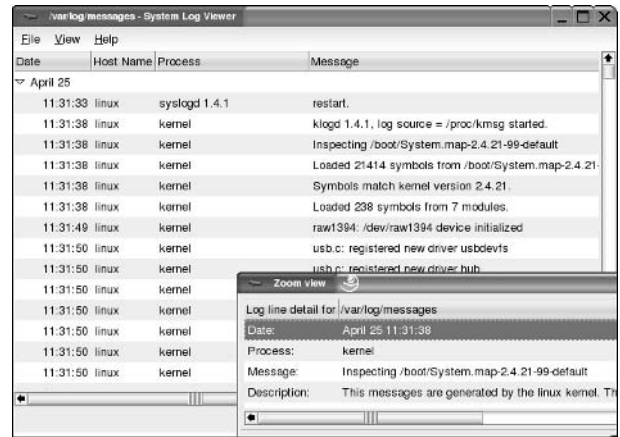 /var/log/messages - System Log Viewer
File View Help
Date Host Name Process Message
April 25
11:31:33 linux syslogd 1.4.1 restart.
11:31:38 linux kernel klogd 1.4.1, log source = /proc/kmsg started.
11:31:38 linux kernel Inspecting /boot/System.map-2.4.21-99-default
11:31:38 linux kernel Loaded 21414 symbols from /boot/System.map-2.4.21-
11:31:38 linux kernel Symbols match kernel version 2.4.21.
11:31:38 linux kernel Loaded 238 symbols from 7 modules.
11:31:49 linux kernel raw1394: /dev/raw1394 device initialized
11:31:50 linux kernel usb.c: registered new driver usbdevfs
11:31:50 linux kernel usb.c: registered new driver hub
11:31:50 linux kernel
11:31:50 linux kernel
11:31:50 linux kernel
11:31:50 linux kernel
11:31:50 linux kernel
Zoom view
Log line detail for /var/log/messages
Date: April 25 11:31:38
Process: kernel
Message: Inspecting /boot/System.map-2.4.21-99-default
Description: This messages are generated by the linux kernel. Th